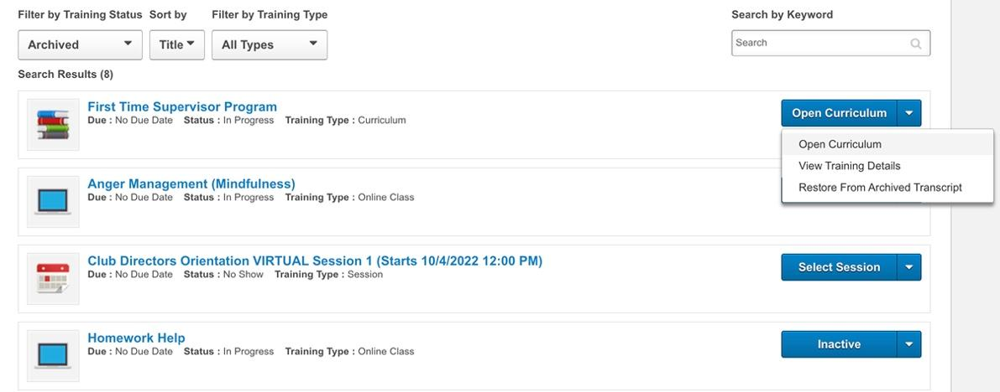 Filter by Training Status Sort by Filter by Training Type Search by Keyword
Archived Title All Types Search
Search Results (8)
First Time Supervisor Program
Due : No Due Date Status : In Progress Training Type : Curriculum
Open Curriculum
Open Curriculum
View Training Details
Restore From Archived Transcript
Anger Management (Mindfulness)
Due : No Due Date Status : In Progress Training Type : Online Class
Club Directors Orientation VIRTUAL Session 1 (Starts 10/4/2022 12:00 PM)
Due : No Due Date Status : No Show Training Type : Session
Select Session
Homework Help
Due : No Due Date Status : In Progress Training Type : Online Class
Inactive